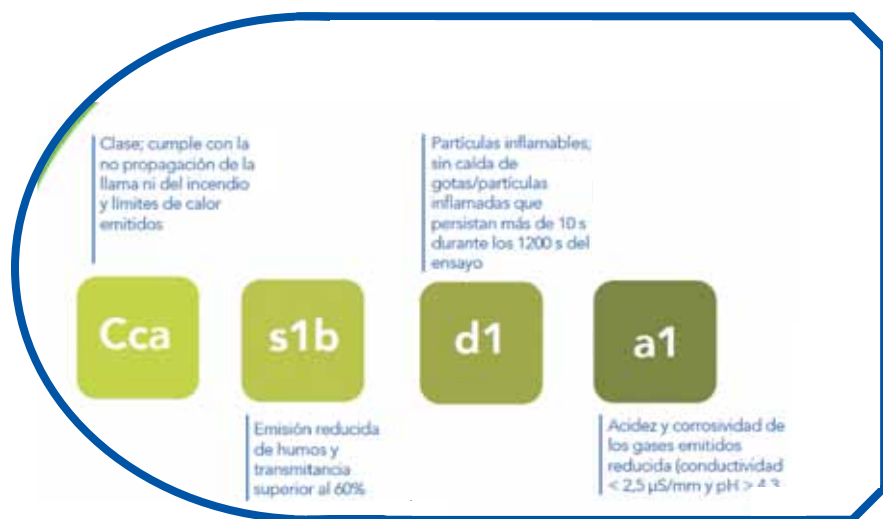 Clase; cumple con la
no propagación de la
llama ni del incendio
y límites de calor
emitidos
Partículas inflamables;
sin caída de
gotas/partículas
inflamadas que
persistan más de 10 s
durante los 1200 s del
ensayo
Cca
s1b
d1
a1
Emisión reducida
de humos y
transmitancia
superior al 60%
Acidez y corrosividad de
los gases emitidos
reducida (conductividad
< 2,5 µS/mm y pH > 4,3